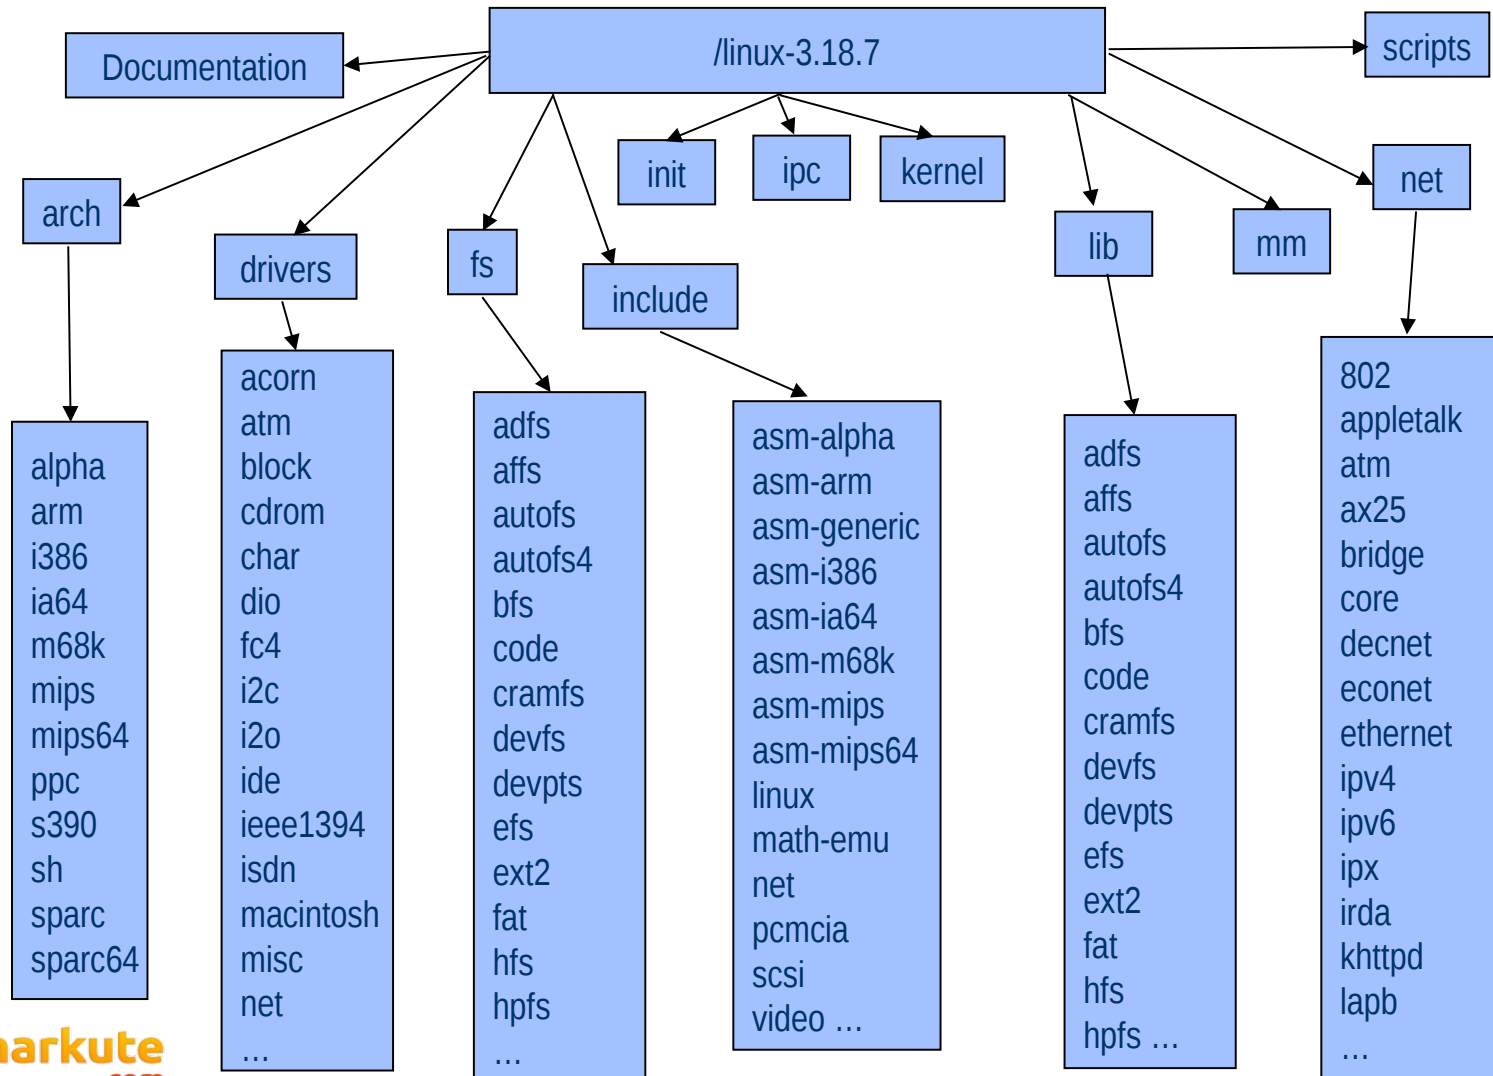 /linux-3.18.7
Documentation
scripts
init
ipc
kernel
arch
drivers
fs
include
lib
mm
net
alpha
arm
i386
ia64
m68k
mips
mips64
ppc
s390
sh
sparc
sparc64
acorn
atm
block
cdrom
char
dio
fc4
i2c
i2o
ide
ieee1394
isdn
macintosh
misc
net
…
adfs
affs
autofs
autofs4
bfs
code
cramfs
devfs
devpts
efs
ext2
fat
hfs
hpfs
…
asm-alpha
asm-arm
asm-generic
asm-i386
asm-ia64
asm-m68k
asm-mips
asm-mips64
linux
math-emu
net
pcmcia
scsi
video …
adfs
affs
autofs
autofs4
bfs
code
cramfs
devfs
devpts
efs
ext2
fat
hfs
hpfs …
802
appletalk
atm
ax25
bridge
core
decnet
econet
ethernet
ipv4
ipv6
ipx
irda
khttpd
lapb
…